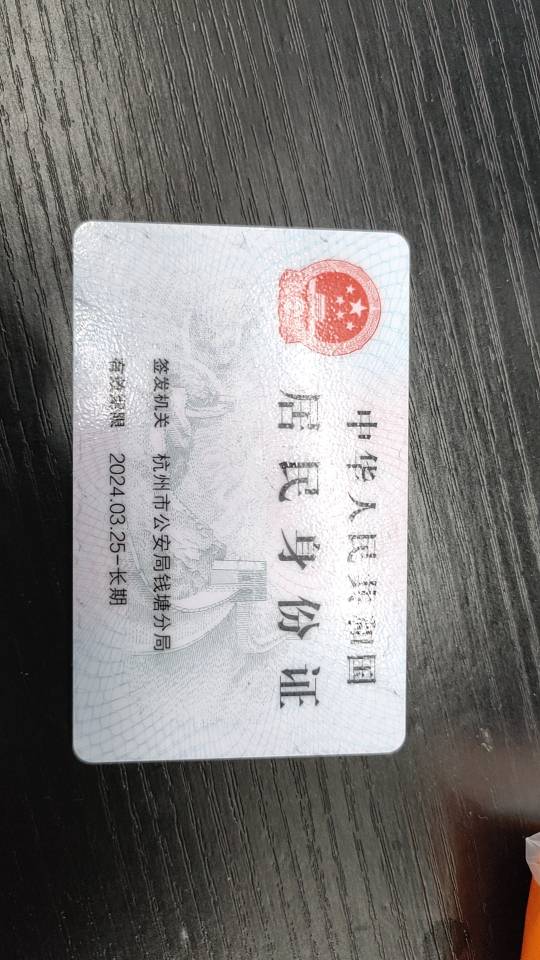 中华人民共和国
居民身份证
签发机关 杭州市公安局钱塘分局
有效期限 2024.03.25-长期